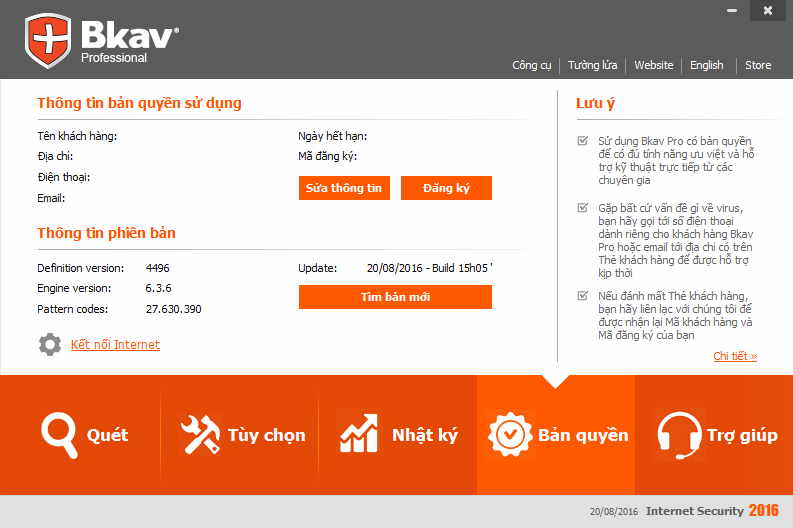 Bkav®
Professional
Công cụ
Tường lửa
Website
English
Store
Thông tin bản quyền sử dụng
Tên khách hàng:
Địa chỉ:
Điện thoại:
Email:
Ngày hết hạn:
Mã đăng ký:
Sửa thông tin
Đăng ký
Thông tin phiên bản
Definition version: 4496
Engine version: 6.3.6
Pattern codes: 27.630.390
Update: 20/08/2016 - Build 15h05 '
Tìm bản mới
Kết nối Internet
Lưu ý
Sử dụng Bkav Pro có bản quyền
để có đủ tính năng ưu việt và hỗ
trợ kỹ thuật trực tiếp từ các
chuyên gia
Gặp bất cứ vấn đề gì về virus,
bạn hãy gọi tới số điện thoại
dành riêng cho khách hàng Bkav
Pro hoặc email tới địa chỉ có trên
Thẻ khách hàng để được hỗ trợ
kịp thời
Nếu đánh mất Thẻ khách hàng,
bạn hãy liên lạc với chúng tôi để
được nhận lại Mã khách hàng và
Mã đăng ký của bạn
Chi tiết »
Quét
Tùy chọn
Nhật ký
Bản quyền
Trợ giúp
20/08/2016 Internet Security 2016